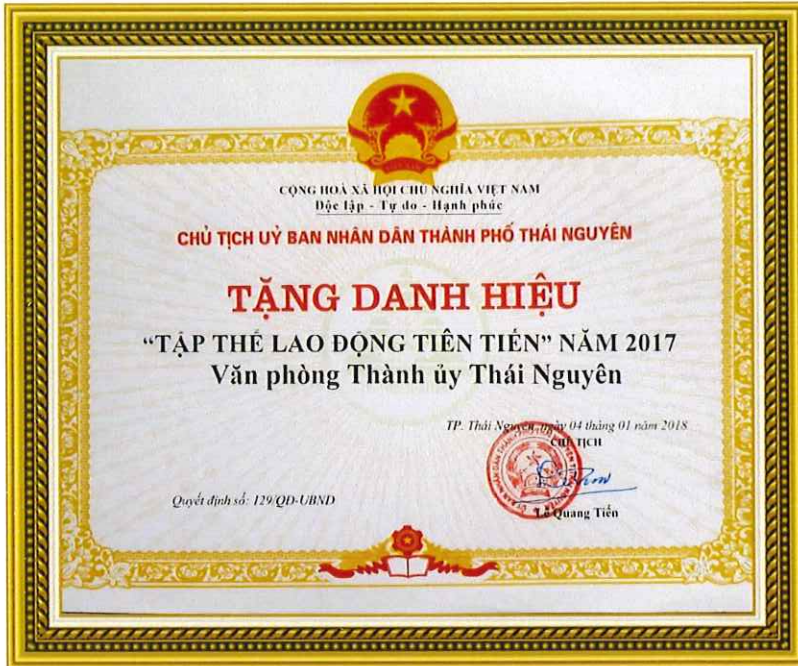 CỘNG HOÀ XÃ HỘI CHỦ NGHĨA VIỆT NAM
Độc lập - Tự do - Hạnh phúc
CHỦ TỊCH UỶ BAN NHÂN DÂN THÀNH PHỐ THÁI NGUYÊN
TẶNG DANH HIỆU
“TẬP THỂ LAO ĐỘNG TIÊN TIẾN” NĂM 2017
Văn phòng Thành ủy Thái Nguyên
TP. Thái Nguyên, ngày 04 tháng 01 năm 2018
CHỦ TỊCH
Quyết định số: 129/QĐ-UBND
Lê Quang Tiến